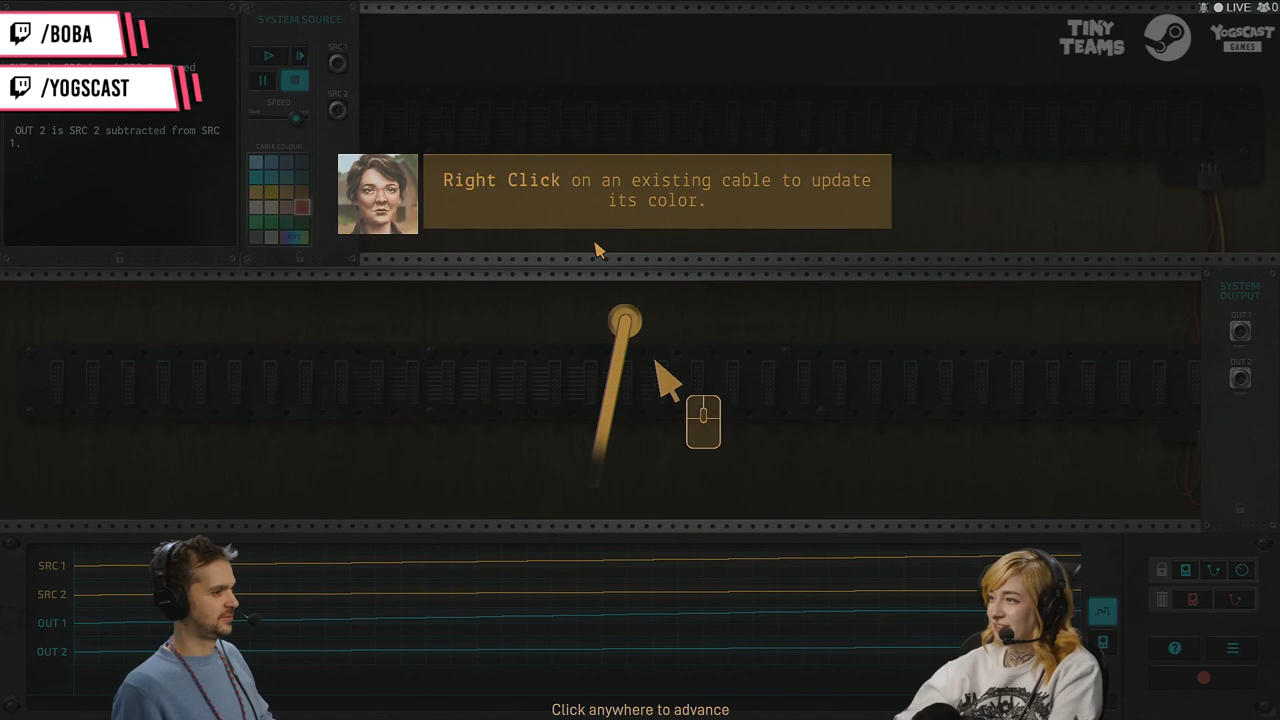 /BOBA
/YOGSCAST
OUT 2 is SRC 2 subtracted from SRC
1.
SYSTEM SOURCE
SRC 1
SRC 2
SPEED
CABLE COLOUR
Right Click on an existing cable to update
its color.
LIVE
0
TINY
TEAMS
YOGSCAST
GAMES
SYSTEM
OUTPUT
OUT 1
OUT 2
SRC 1
SRC 2
OUT 1
OUT 2
Click anywhere to advance